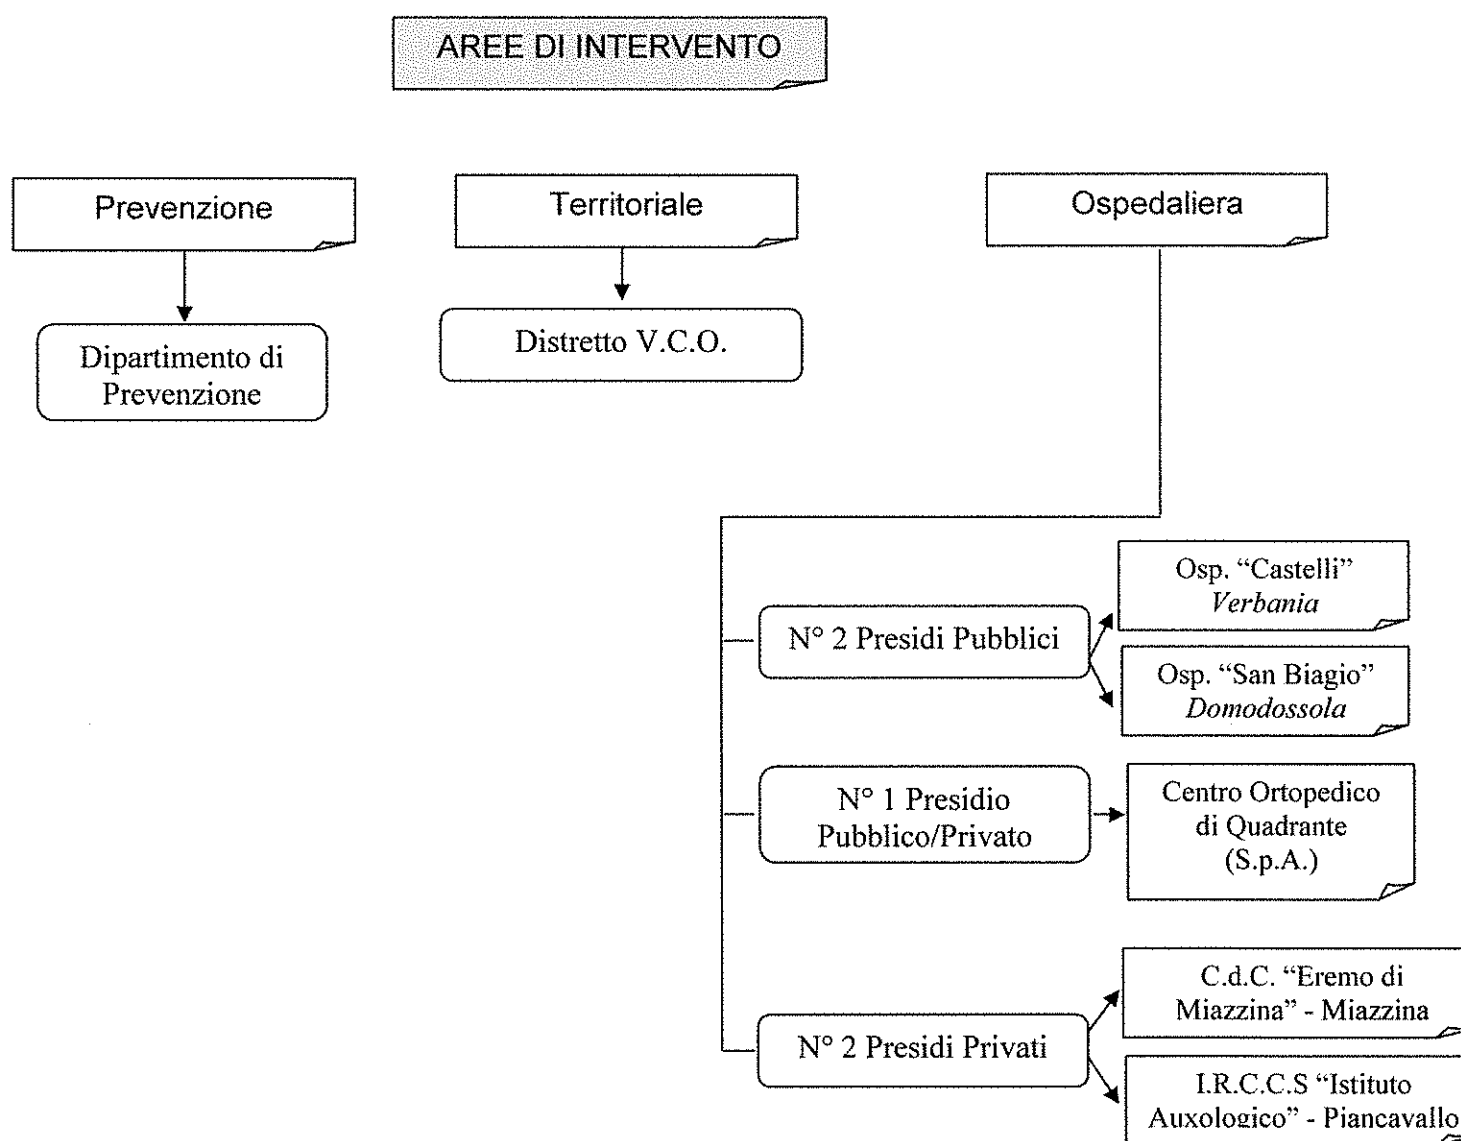 AREE DI INTERVENTO
Prevenzione
Territoriale
Ospedaliera
Dipartimento di
Prevenzione
Distretto V.C.O.
N° 2 Presidi Pubblici
Osp. “Castelli”
Verbania
Osp. “San Biagio”
Domodossola
N° 1 Presidio
Pubblico/Privato
Centro Ortopedico
di Quadrante
(S.p.A.)
N° 2 Presidi Privati
C.d.C. “Eremo di
Miazzina” - Miazzina
I.R.C.C.S “Istituto
Auxologico” - Piancavallo